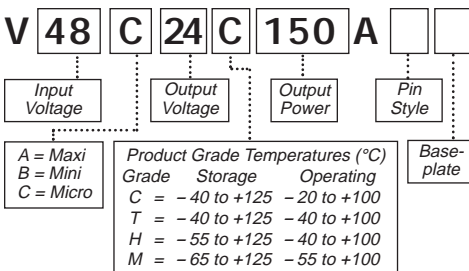 V 48 C 24 C 150 A
Input Voltage
Output Voltage
Output Power
Pin Style
Base-plate
A = Maxi
B = Mini
C = Micro
Product Grade Temperatures (°C)
Grade Storage Operating
C = – 40 to +125 – 20 to +100
T = – 40 to +125 – 40 to +100
H = – 55 to +125 – 40 to +100
M = – 65 to +125 – 55 to +100